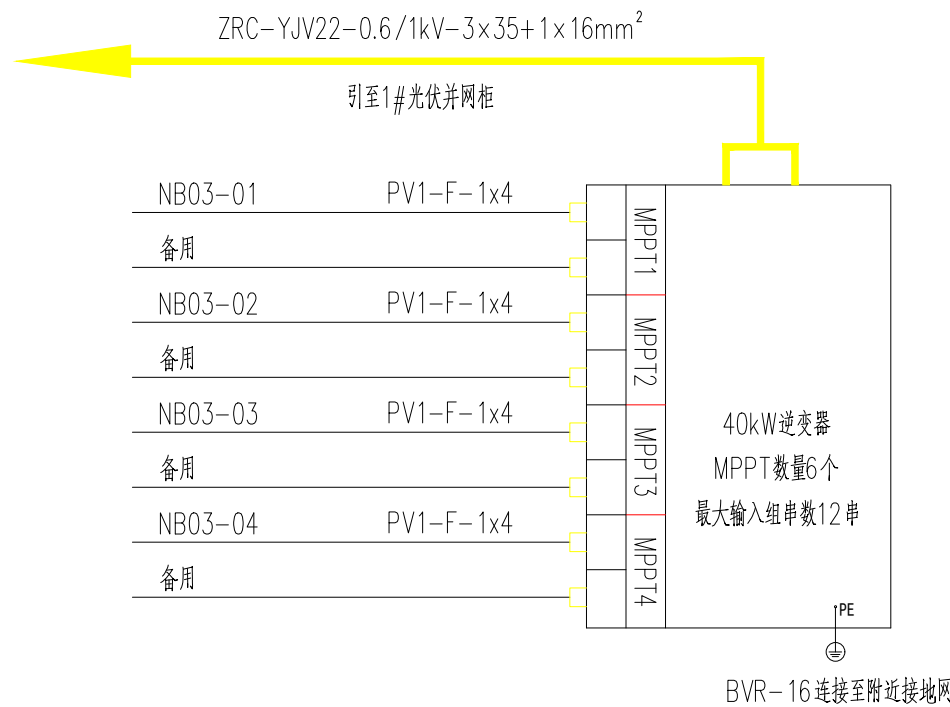 ZRC-YJV22-0.6/1kV-3×35+1×16mm²
引至1#光伏并网柜
NB03-01 PV1-F-1x4
备用
MPPT1
NB03-02 PV1-F-1x4
备用
MPPT2
NB03-03 PV1-F-1x4
备用
MPPT3
NB03-04 PV1-F-1x4
备用
MPPT4
40kW逆变器
MPPT数量6个
最大输入组串数12串
PE
BVR-16连接至附近接地网